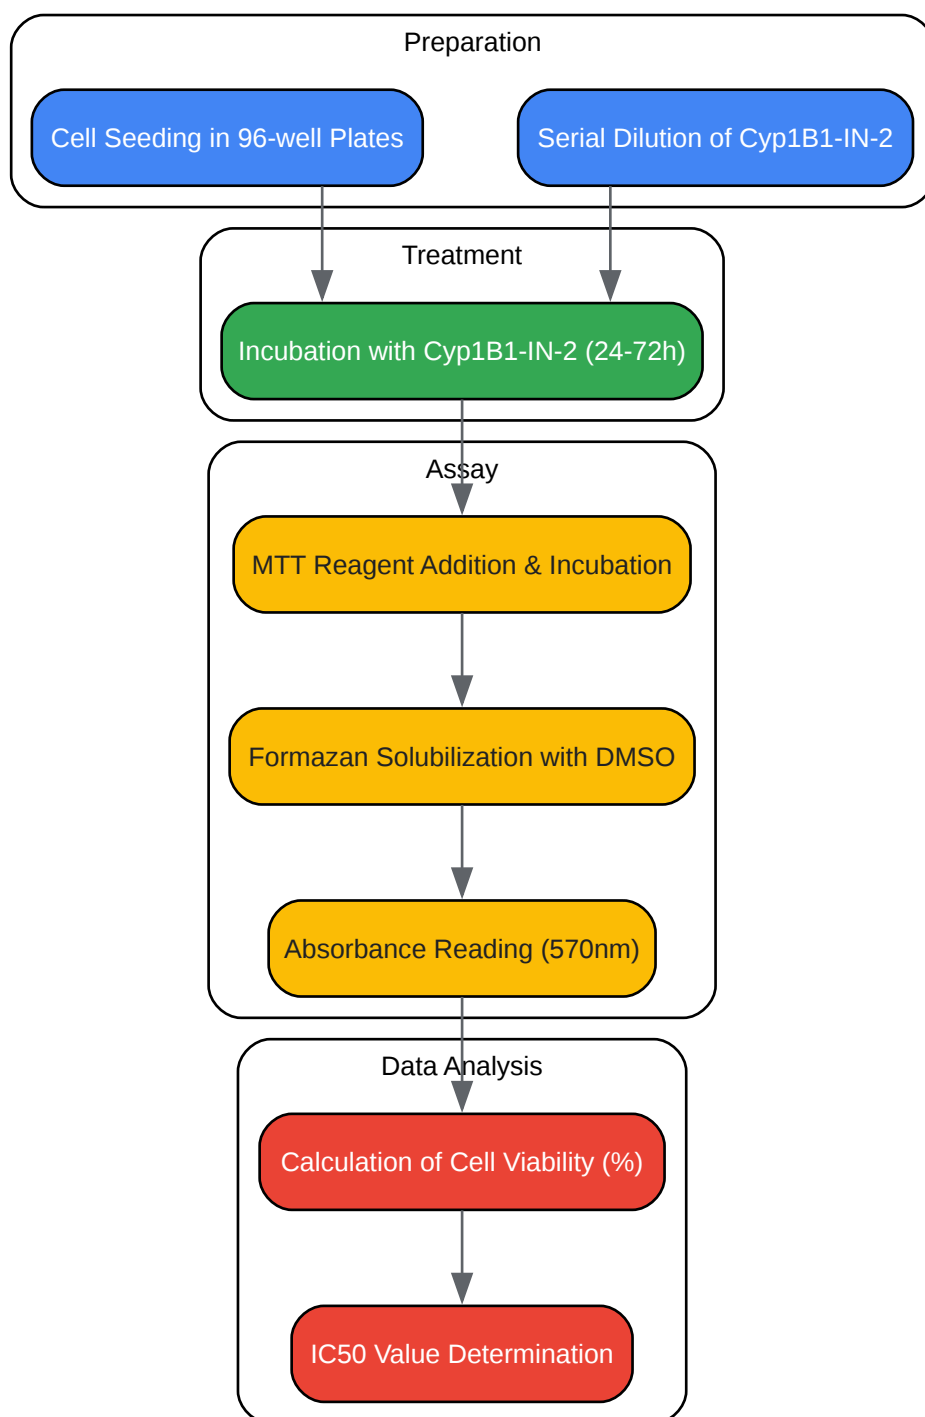 Preparation
Cell Seeding in 96-well Plates
Serial Dilution of Cyp1B1-IN-2
Treatment
Incubation with Cyp1B1-IN-2 (24-72h)
Assay
MTT Reagent Addition & Incubation
Formazan Solubilization with DMSO
Absorbance Reading (570nm)
Data Analysis
Calculation of Cell Viability (%)
IC50 Value Determination